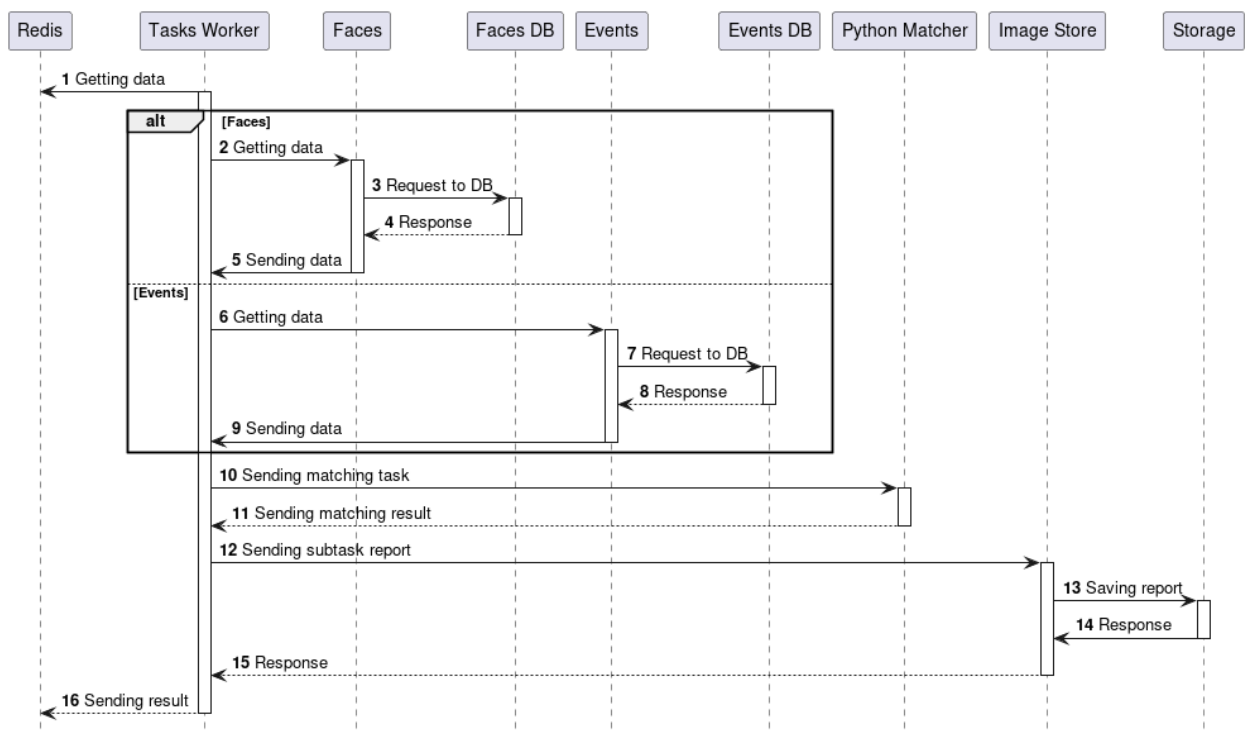 Redis
Tasks Worker
Faces
Faces DB
Events
Events DB
Python Matcher
Image Store
Storage
1 Getting data
alt
[Faces]
2 Getting data
3 Request to DB
4 Response
5 Sending data
[Events]
6 Getting data
7 Request to DB
8 Response
9 Sending data
10 Sending matching task
11 Sending matching result
12 Sending subtask report
13 Saving report
14 Response
15 Response
16 Sending result